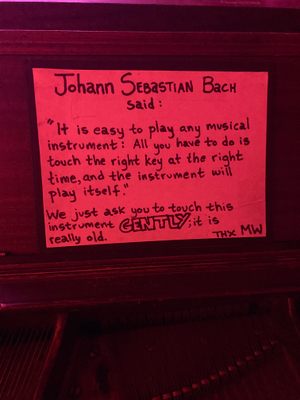 Johann Sebastian Bach
said:
"It is easy to play any musical
instrument: All you have to do is
touch the right key at the right
time, and the instrument will
play itself."
We just ask you to touch this
instrument GENTLY; it is
really old. THX MW